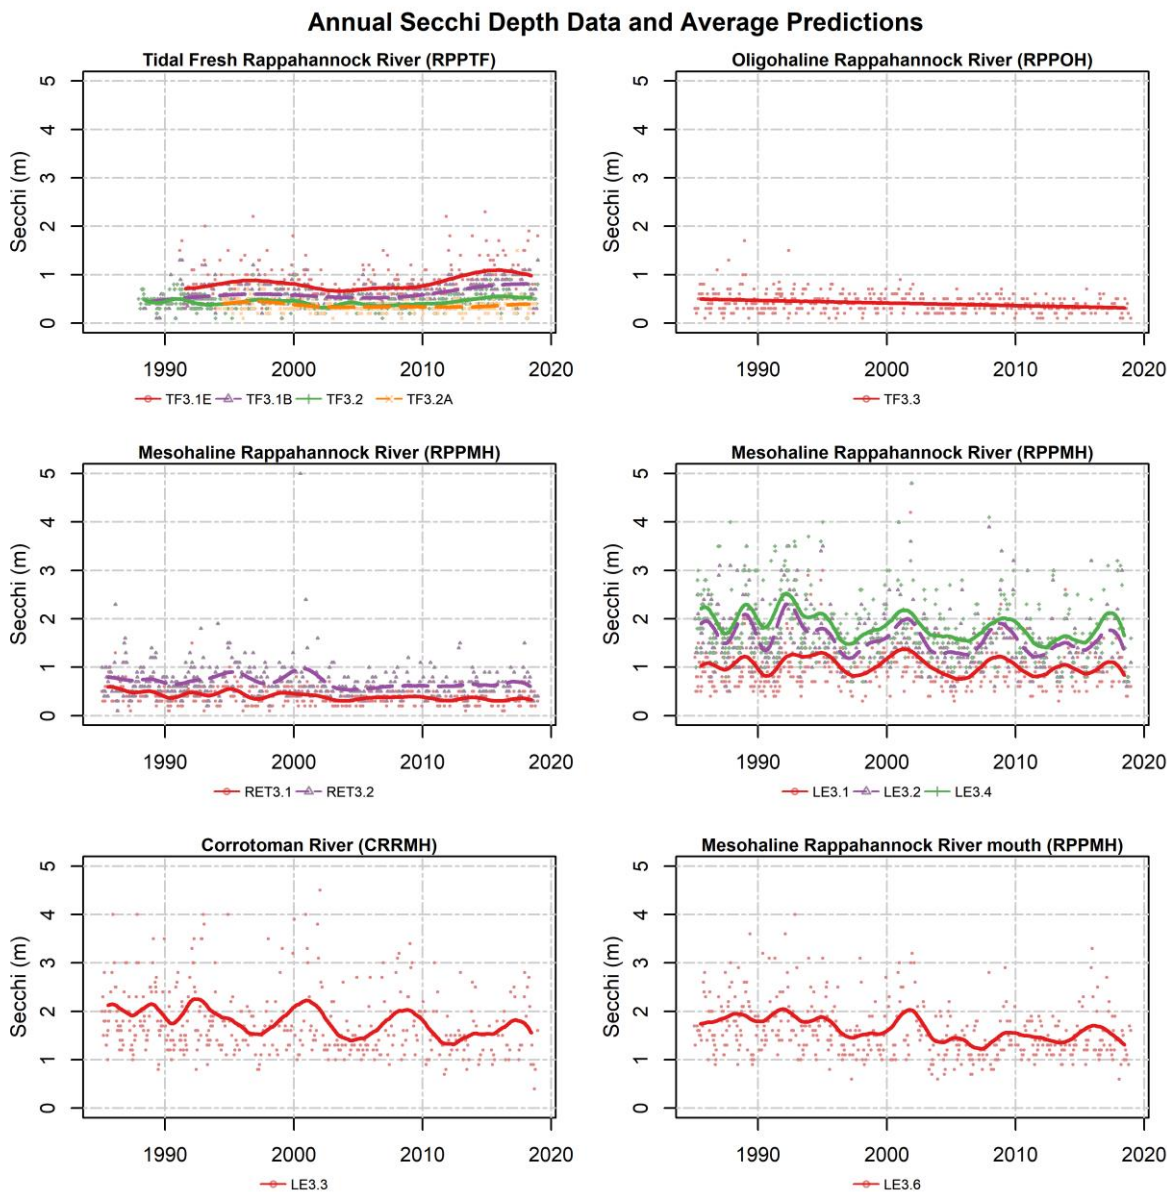 Annual Secchi Depth Data and Average Predictions
Tidal Fresh Rappahannock River (RPPTF)
Secchi (m)
5
4
3
2
1
0
1990 2000 2010 2020
TF3.1E TF3.1B TF3.2 TF3.2A
Oligohaline Rappahannock River (RPPOH)
Secchi (m)
5
4
3
2
1
0
1990 2000 2010 2020
TF3.3
Mesohaline Rappahannock River (RPPMH)
Secchi (m)
5
4
3
2
1
0
1990 2000 2010 2020
RET3.1 RET3.2
Mesohaline Rappahannock River (RPPMH)
Secchi (m)
5
4
3
2
1
0
1990 2000 2010 2020
LE3.1 LE3.2 LE3.4
Corrotoman River (CRRMH)
Secchi (m)
5
4
3
2
1
0
1990 2000 2010 2020
LE3.3
Mesohaline Rappahannock River mouth (RPPMH)
Secchi (m)
5
4
3
2
1
0
1990 2000 2010 2020
LE3.6